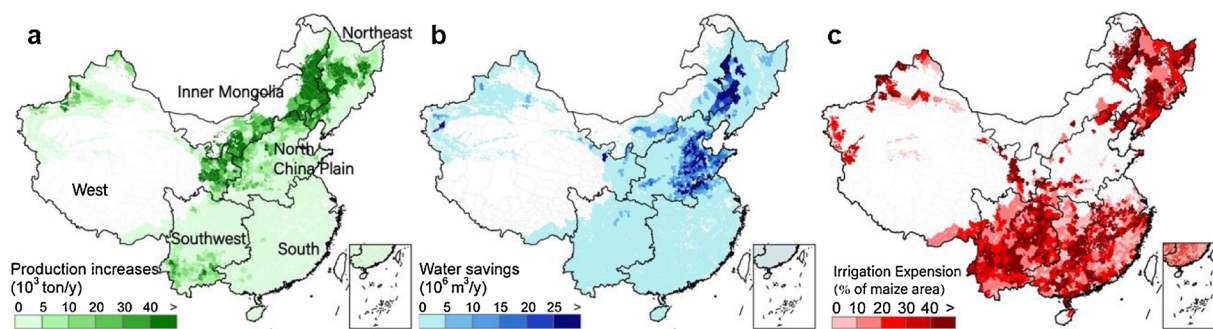 a
Northeast
Inner Mongolia
North
China Plain
West
Southwest
South
Production increases
(10³ ton/y)
0 5 10 20 30 40 >
b
Water savings
(10⁶ m³/y)
0 5 10 15 20 25 >
c
Irrigation Expension
(% of maize area)
0 10 20 30 40 >